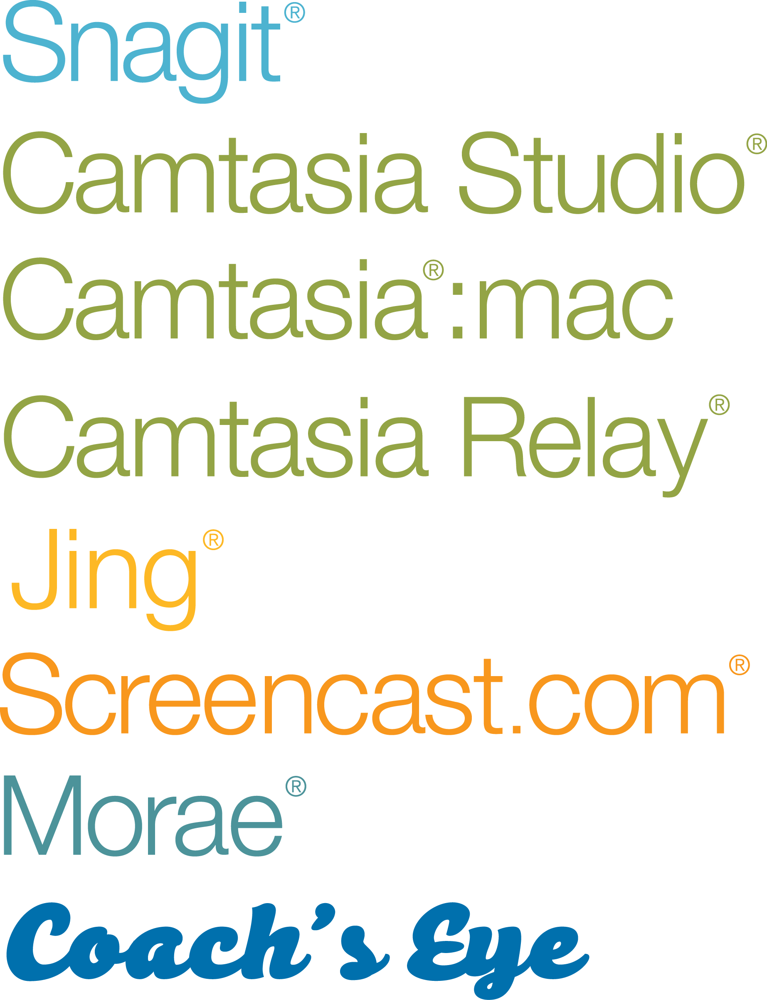 Snagit®
Camtasia Studio®
Camtasia®:mac
Camtasia Relay®
Jing®
Screencast.com®
Morae®
Coach's Eye